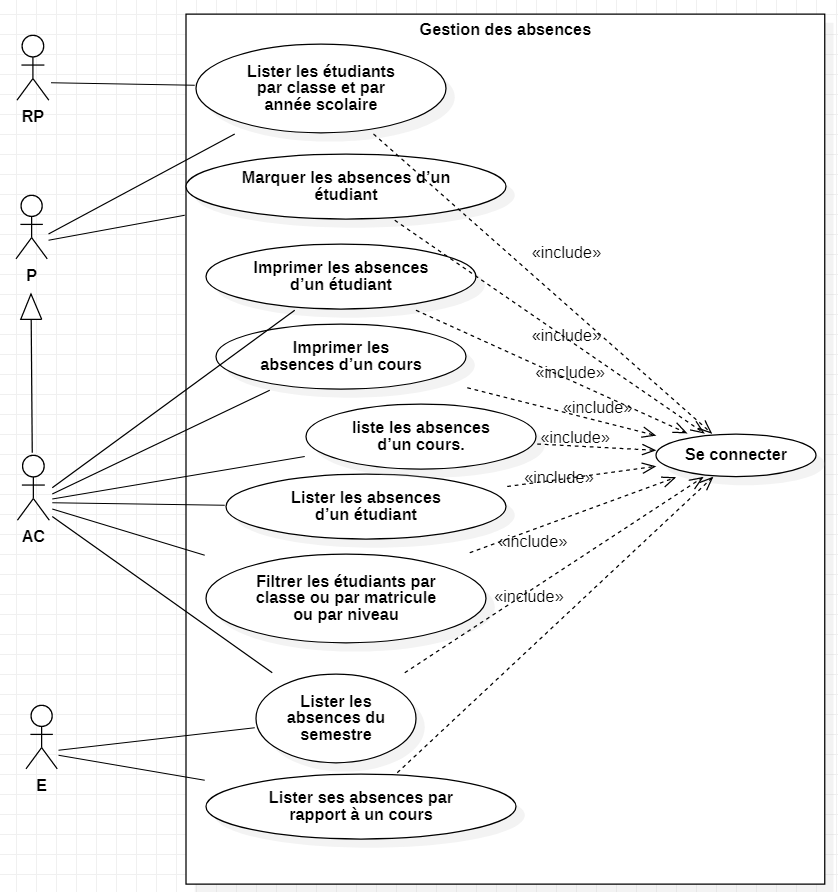 Gestion des absences
RP
Lister les étudiants
par classe et par
année scolaire
Marquer les absences d’un
étudiant
P
«include»
Imprimer les absences
d’un étudiant
«include»
Imprimer les
absences d’un cours
«include»
«include»
liste les absences
d’un cours.
«include»
Se connecter
AC
Lister les absences
d’un étudiant
«include»
«include»
Filtrer les étudiants par
classe ou par matricule
ou par niveau
«include»
Lister les
absences du
semestre
E
Lister ses absences par
rapport à un cours